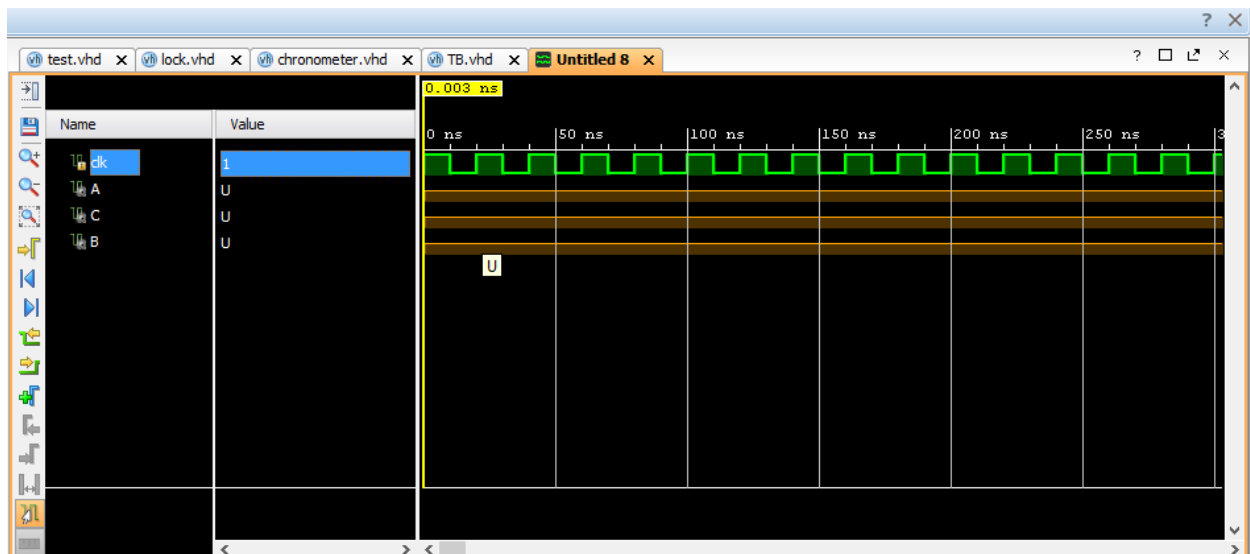 ? ×
test.vhd × lock.vhd × chronometer.vhd × TB.vhd × Untitled 8 × ? ×
0.003 ns
Name Value
0 ns 50 ns 100 ns 150 ns 200 ns 250 ns 3
clk 1
A U
C U
B U
U